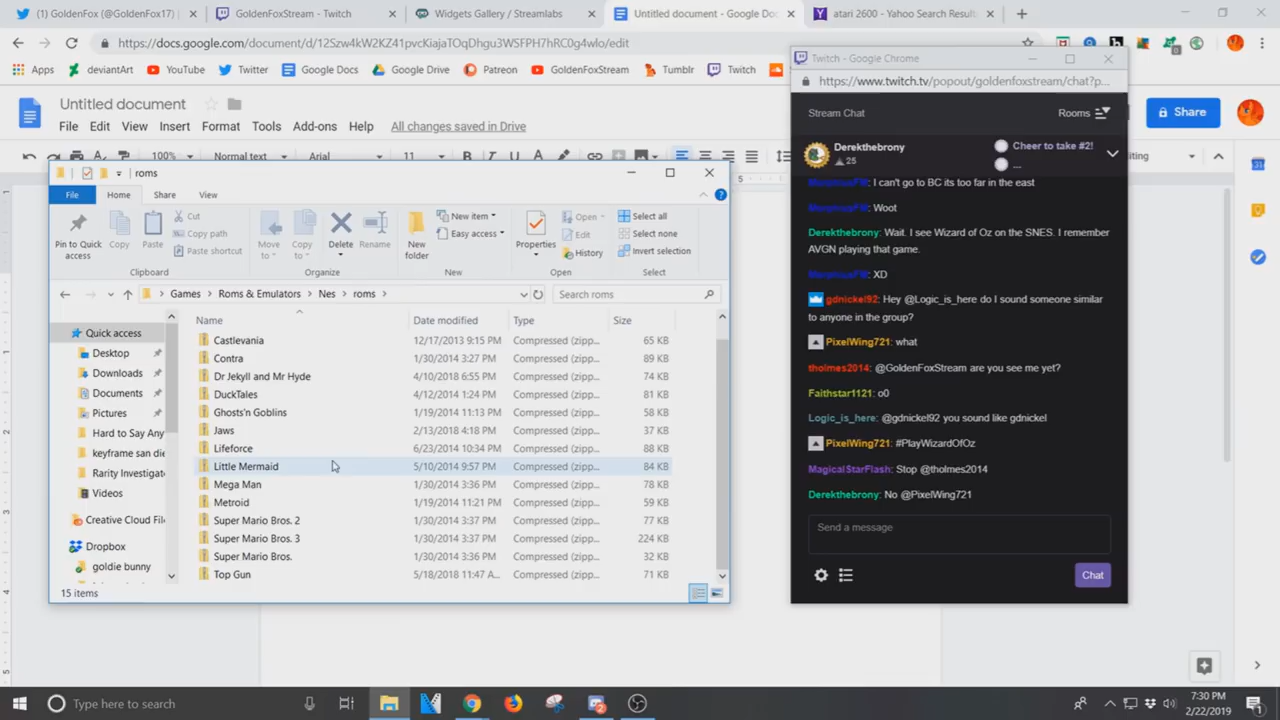 GoldenFox (@GoldenFox17) | GoldenFoxStream - Twitch Widgets Gallery / Streamlabs Untitled document - Google Doc atari 2600 - Yahoo Search Result
https://docs.google.com/document/d/
Apps deviantArt YouTube Twitter Google Docs Google Drive Patreon GoldenFoxStream Tumblr Twitch
Untitled document
File Edit View Insert Format Tools Add-ons Help All changes saved in Drive
Share
100% Normal text Arial 11 B I U A
iting
5
roms
File Home Share View
Pin to Quick access
Copy
Paste
Cut
Copy path
Paste shortcut
Clipboard
Move to
Copy to
Delete
Rename
Organize
New folder
New item
Easy access
New
Properties
Open
Edit
History
Open
Select all
Select none
Invert selection
Select
Games > Roms & Emulators > Nes > roms >
Search roms
Quick access
Desktop
Downloads
Documents
Pictures
Hard to Say Any
keyframe san die
Rarity Investigat
Videos
Creative Cloud File
Dropbox
goldie bunny
Name Date modified Type Size
Castlevania 12/17/2013 9:15 PM Compressed (zipp... 65 KB
Contra 1/30/2014 3:27 PM Compressed (zipp... 89 KB
Dr Jekyll and Mr Hyde 4/10/2018 6:55 PM Compressed (zipp... 74 KB
DuckTales 4/12/2014 1:24 PM Compressed (zipp... 81 KB
Ghosts'n Goblins 1/19/2014 11:13 PM Compressed (zipp... 58 KB
Jaws 2/13/2018 4:18 PM Compressed (zipp... 37 KB
Lifeforce 6/23/2014 10:34 PM Compressed (zipp... 88 KB
Little Mermaid 5/10/2014 9:57 PM Compressed (zipp... 84 KB
Mega Man 1/30/2014 3:36 PM Compressed (zipp... 78 KB
Metroid 1/19/2014 11:21 PM Compressed (zipp... 59 KB
Super Mario Bros. 2 1/30/2014 3:37 PM Compressed (zipp... 77 KB
Super Mario Bros. 3 1/30/2014 3:37 PM Compressed (zipp... 224 KB
Super Mario Bros. 1/30/2014 3:36 PM Compressed (zipp... 32 KB
Top Gun 5/18/2018 11:47 A... Compressed (zipp... 71 KB
15 items
Twitch - Google Chrome
https://www.twitch.tv/popout/goldenfoxstream/chat?p...
Stream Chat Rooms
Derekthebrony
25
Cheer to take #2!
...
I can't go to BC its too far in the east
Woot
Derekthebrony: Wait. I see Wizard of Oz on the SNES. I remember
AVGN playing that game.
XD
gdnickel92: Hey @Logic_is_here do I sound someone similar
to anyone in the group?
PixelWing721: what
tholmes2014: @GoldenFoxStream are you see me yet?
Faithstar1121: o0
Logic_is_here: @gdnickel92 you sound like gdnickel
PixelWing721: #PlayWizardOfOz
MagicalStarFlash: Stop @tholmes2014
Derekthebrony: No @PixelWing721
Send a message
Chat
Type here to search
7:30 PM
2/22/2019